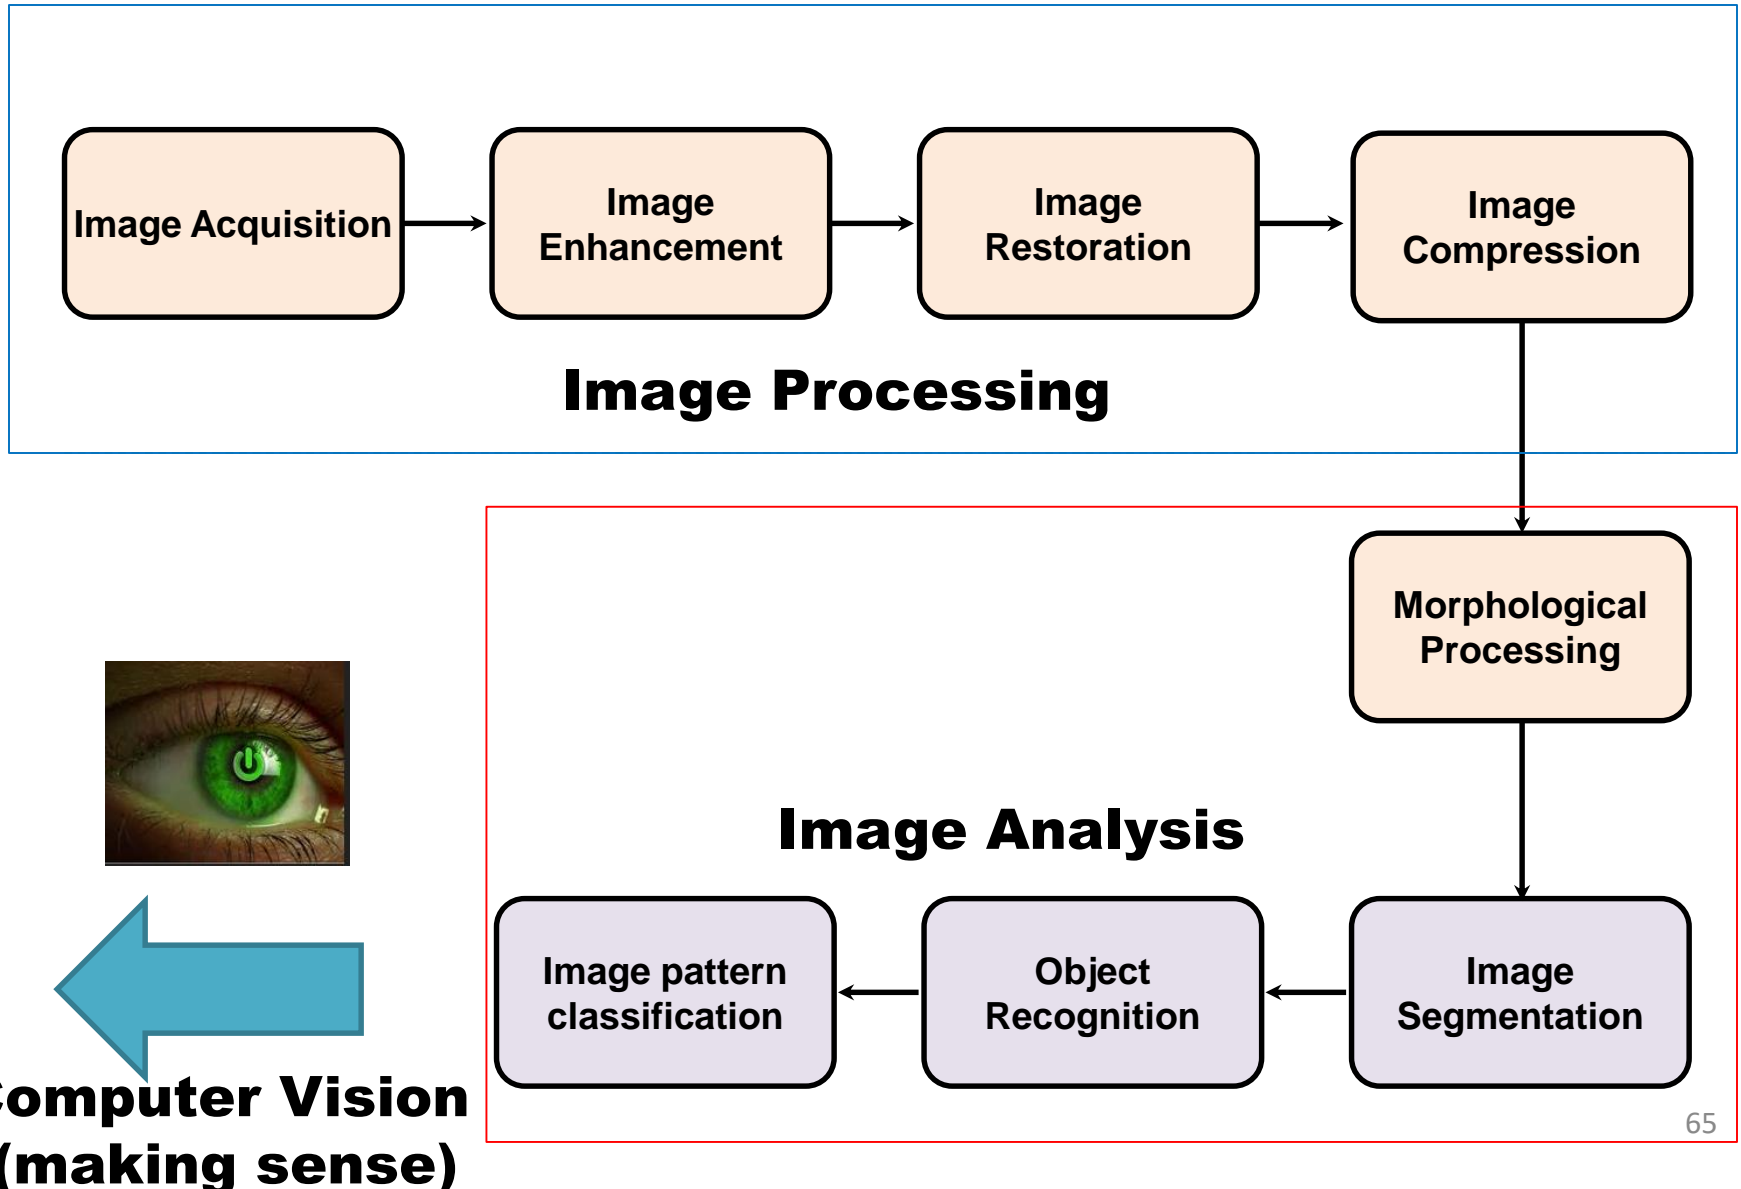 Image Acquisition
Image
Enhancement
Image
Restoration
Image
Compression
Image Processing
Morphological
Processing
Image Analysis
Image
Segmentation
Object
Recognition
Image pattern
classification
Computer Vision
(making sense)
65